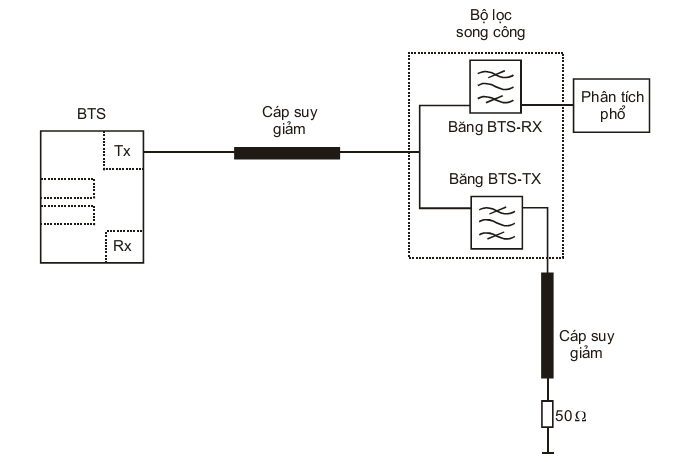 Bộ lọc
song công
BTS
Cáp suy
giảm
Phân tích
phổ
Băng BTS-RX
Tx
Băng BTS-TX
Rx
Cáp suy
giảm
50Ω